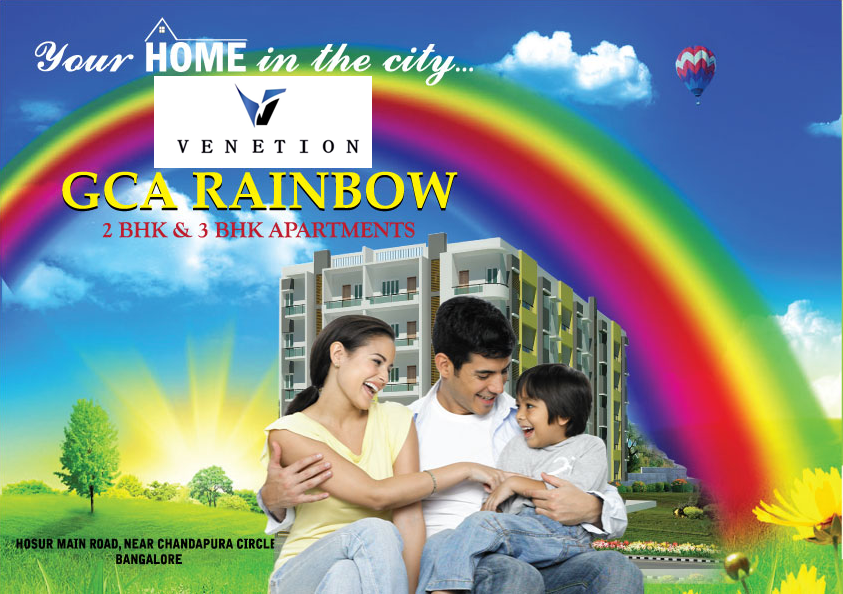 Your HOME in the city...
VENETION
GCA RAINBOW
2 BHK & 3 BHK APARTMENTS
HOSUR MAIN ROAD, NEAR CHANDAPURA CIRCLE
BANGALORE